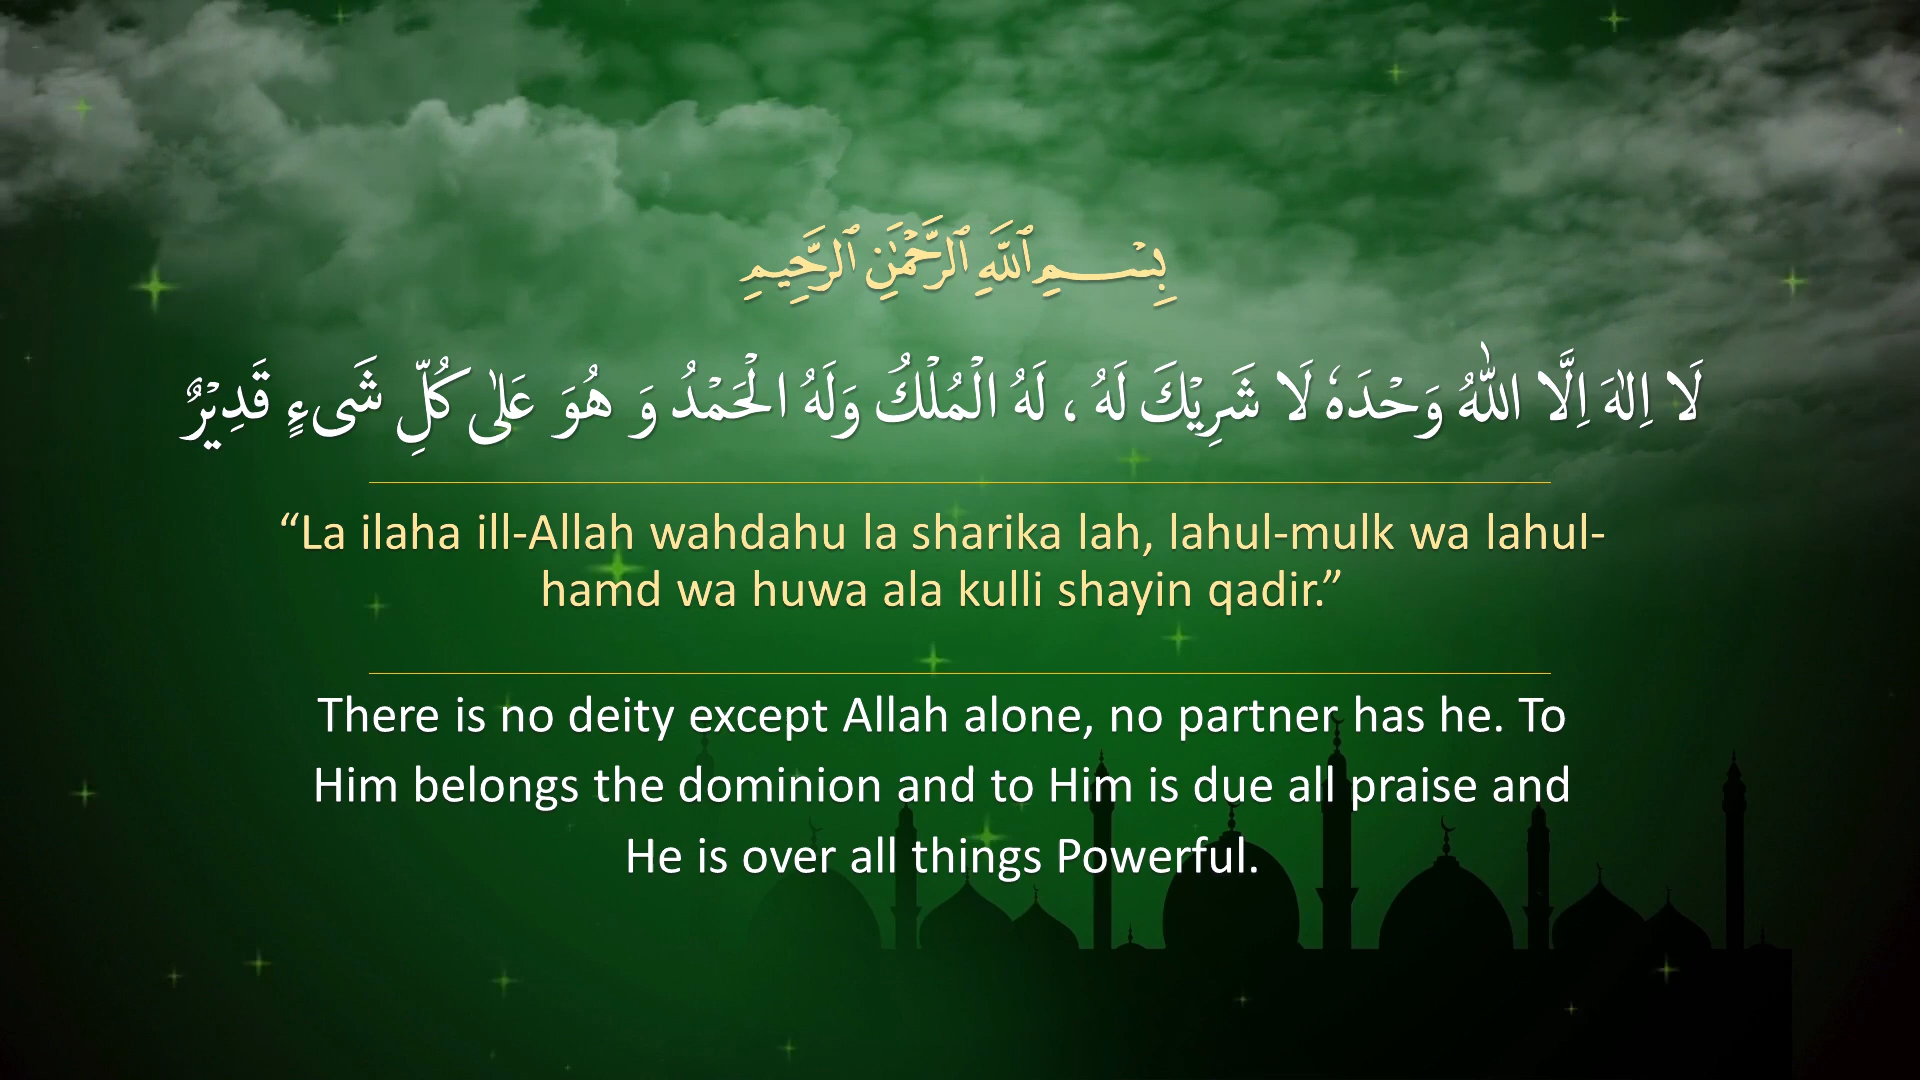 بِسْــــــمِ ٱللَّهِ ٱلرَّحْمَٰنِ ٱلرَّحِيمِ
لَا اِلٰهَ اِلَّا اللّٰهُ وَحْدَهٗ لَا شَرِيْكَ لَهُ ، لَهُ الْمُلْكُ وَلَهُ الْحَمْدُ وَ هُوَ عَلٰى كُلِّ شَىءٍ قَدِيْرٌ
“La ilaha ill-Allah wahdahu la sharika lah, lahul-mulk wa lahul-
hamd wa huwa ala kulli shayin qadir.”
There is no deity except Allah alone, no partner has he. To
Him belongs the dominion and to Him is due all praise and
He is over all things Powerful.